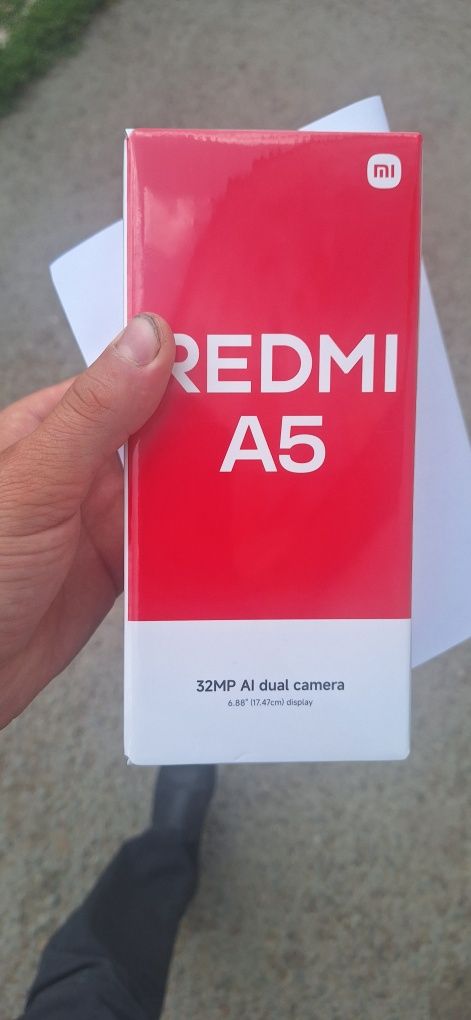 mi
REDMI
A5
32MP AI dual camera
6.88" (17.47cm) display